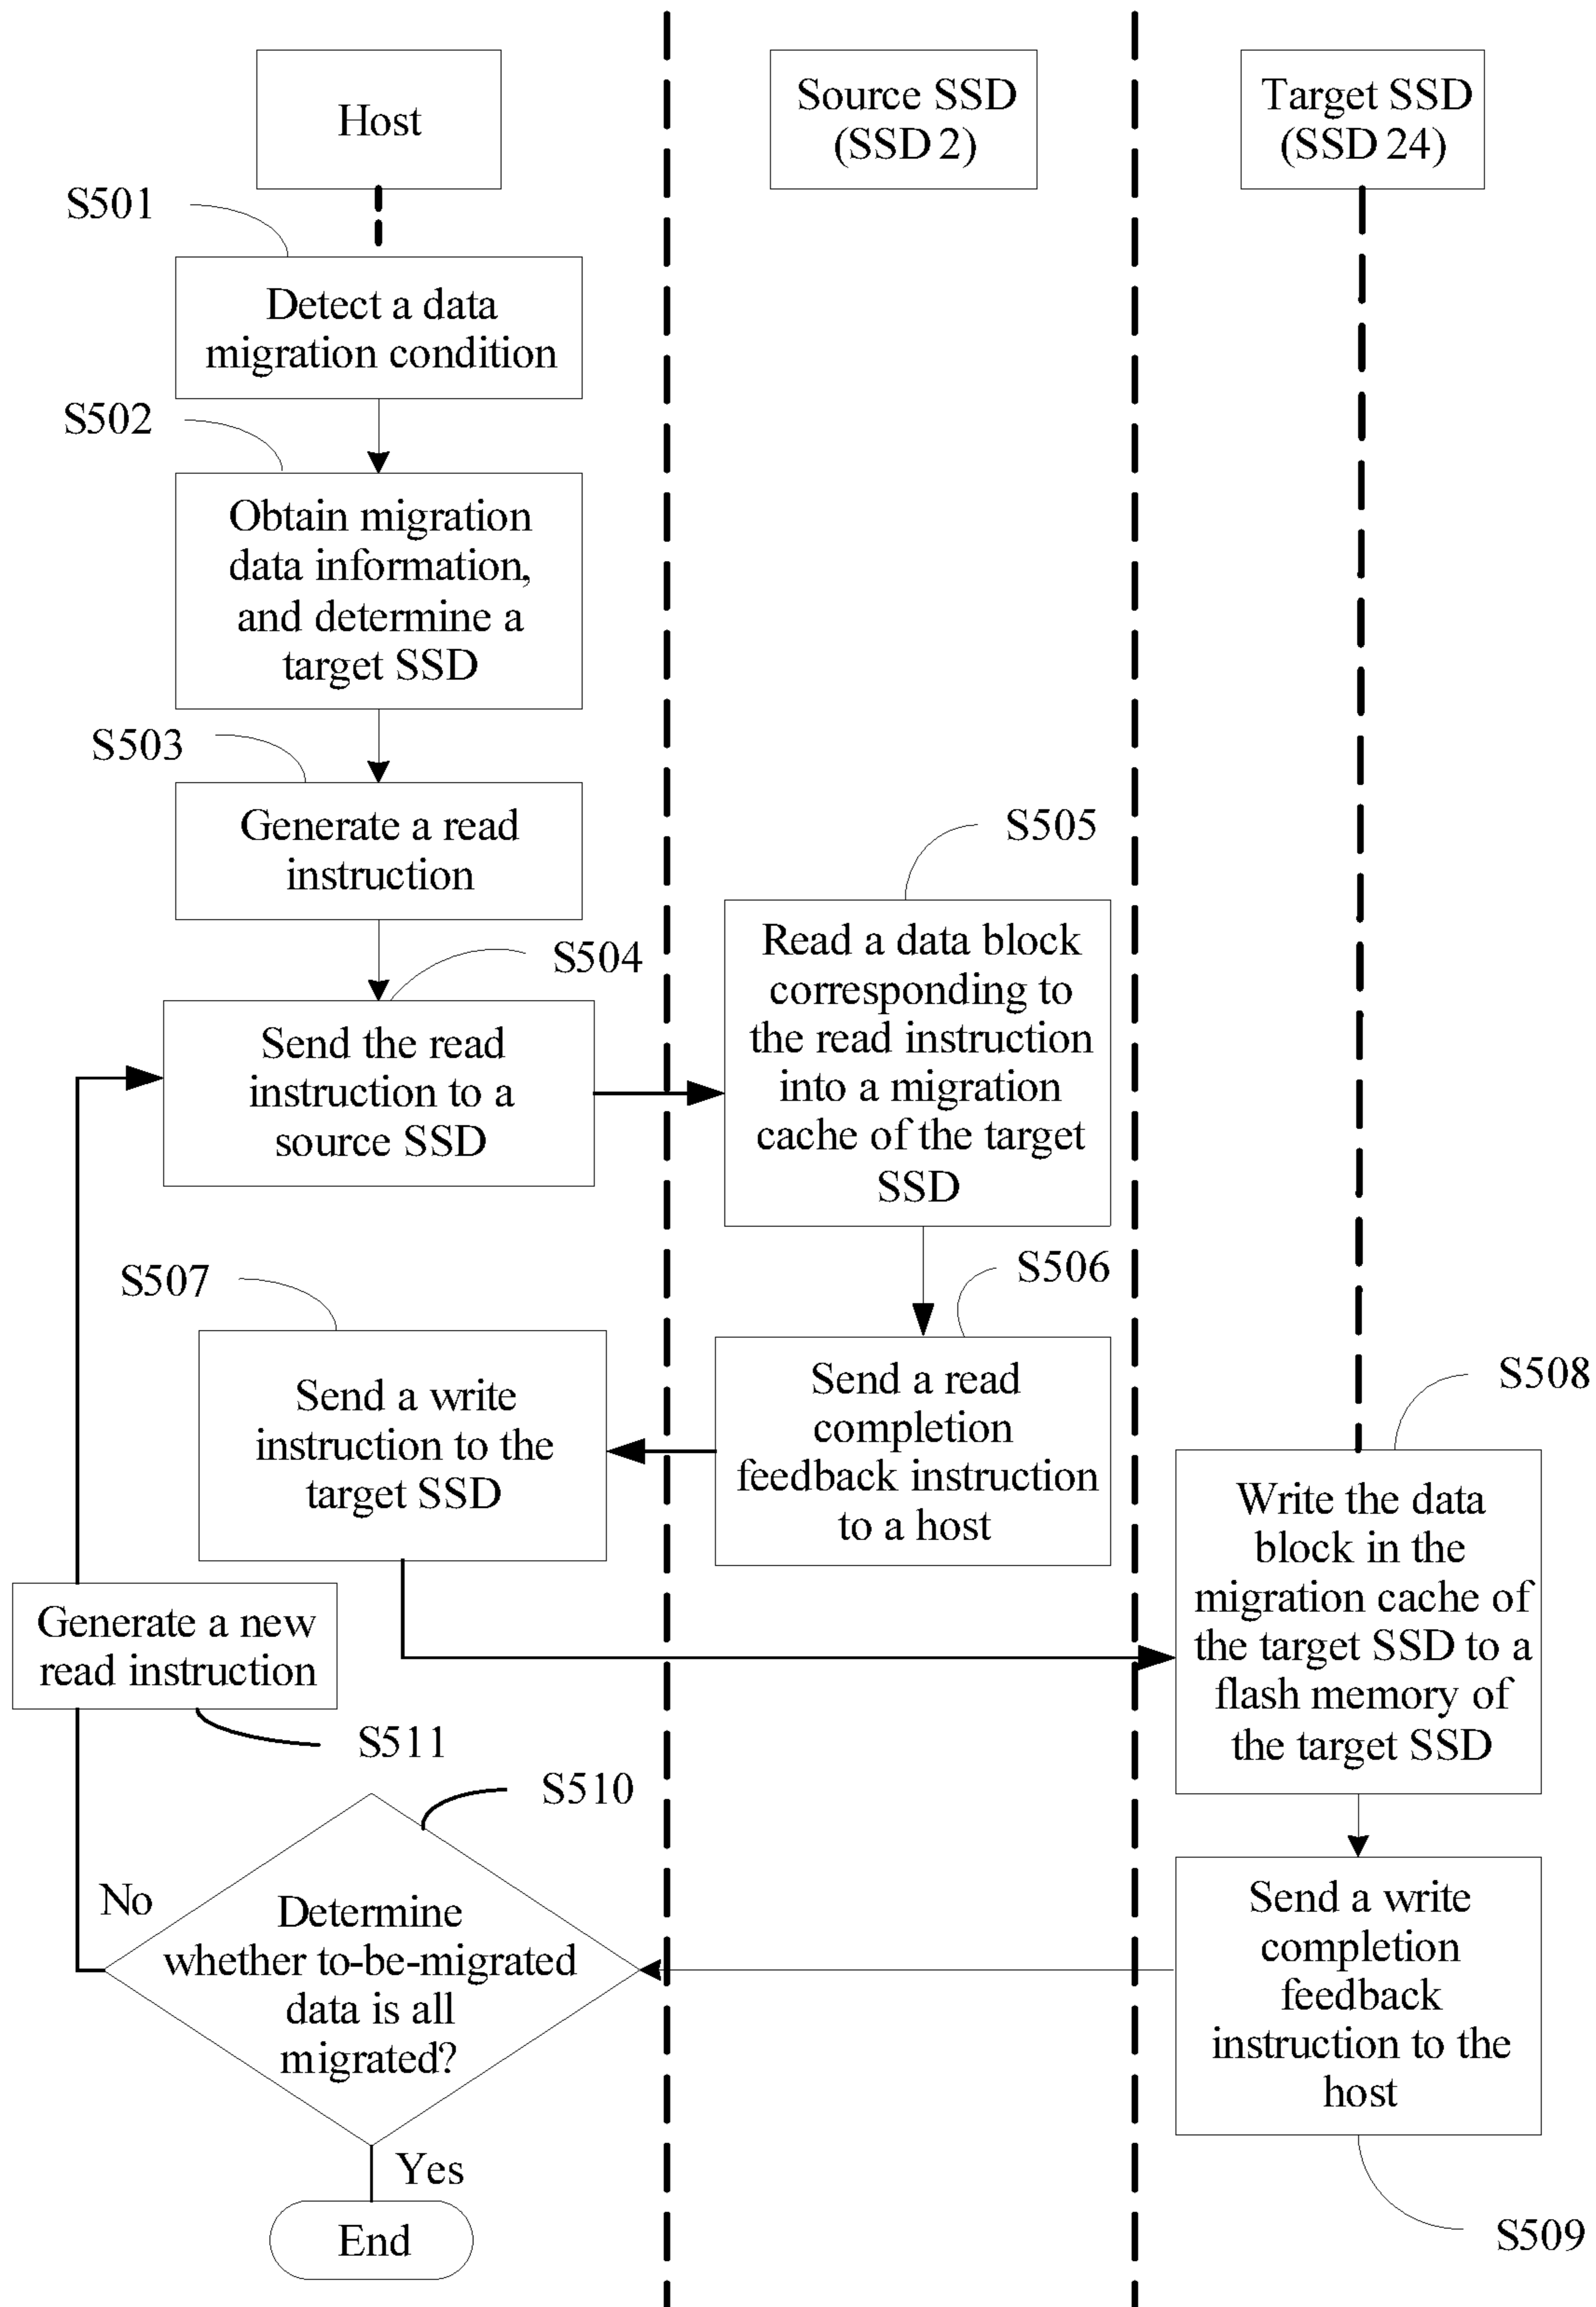 Host
Source SSD
(SSD 2)
Target SSD
(SSD 24)
S501
Detect a data
migration condition
S502
Obtain migration
data information,
and determine a
target SSD
S503
Generate a read
instruction
S504
Send the read
instruction to a
source SSD
S505
Read a data block
corresponding to
the read instruction
into a migration
cache of the target
SSD
S506
Send a read
completion
feedback instruction
to a host
S507
Send a write
instruction to the
target SSD
S508
Write the data
block in the
migration cache of
the target SSD to a
flash memory of
the target SSD
Generate a new
read instruction
S511
S510
No
Determine
whether to-be-migrated
data is all
migrated?
Send a write
completion
feedback
instruction to the
host
S509
Yes
End